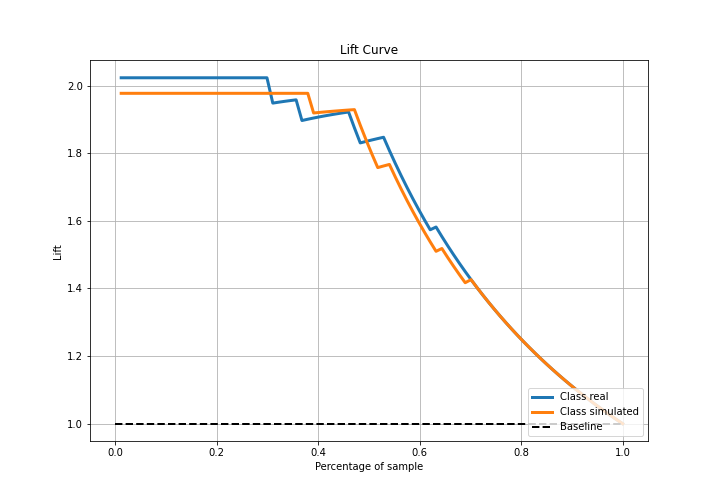 Lift Curve
Lift
2.0
1.8
1.6
1.4
1.2
1.0
0.0 0.2 0.4 0.6 0.8 1.0
Percentage of sample
Class real
Class simulated
Baseline